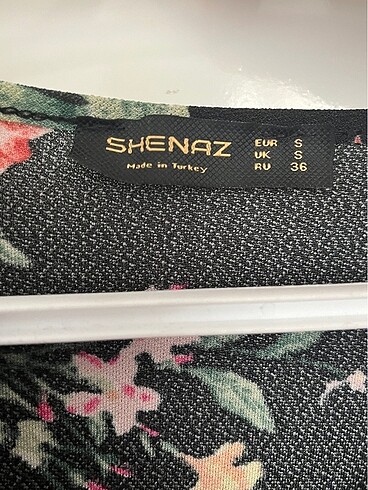 SHENAZ
Made in Turkey
EUR S
UK S
RU 36